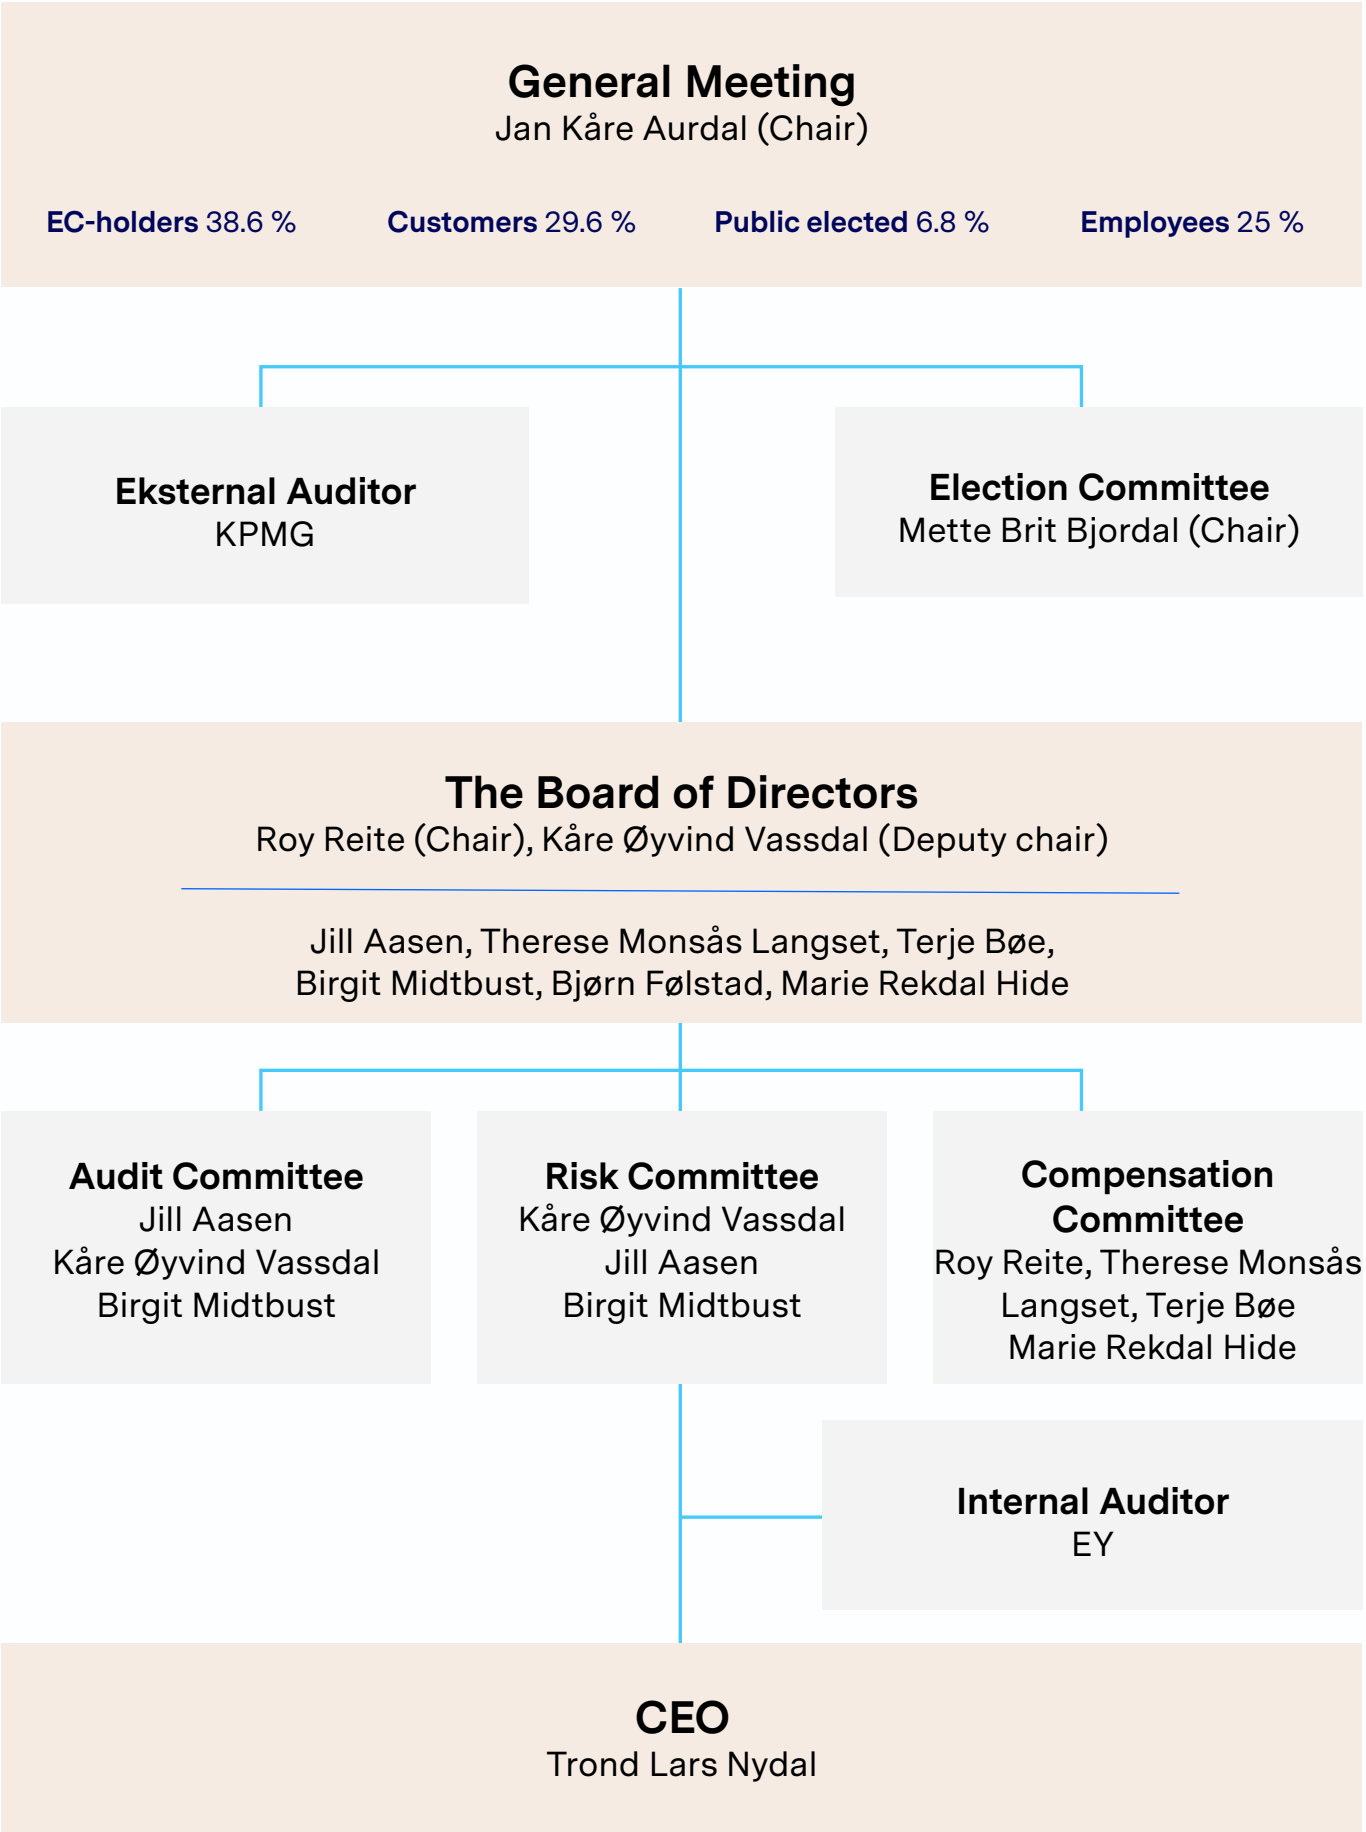 General Meeting
Jan Kåre Aurdal (Chair)
EC-holders 38.6 % Customers 29.6 % Public elected 6.8 % Employees 25 %
Eksternal Auditor
KPMG
Election Committee
Mette Brit Bjordal (Chair)
The Board of Directors
Roy Reite (Chair), Kåre Øyvind Vassdal (Deputy chair)
Jill Aasen, Therese Monsås Langset, Terje Bøe,
Birgit Midtbust, Bjørn Følstad, Marie Rekdal Hide
Audit Committee
Jill Aasen
Kåre Øyvind Vassdal
Birgit Midtbust
Risk Committee
Kåre Øyvind Vassdal
Jill Aasen
Birgit Midtbust
Compensation
Committee
Roy Reite, Therese Monsås
Langset, Terje Bøe
Marie Rekdal Hide
Internal Auditor
EY
CEO
Trond Lars Nydal